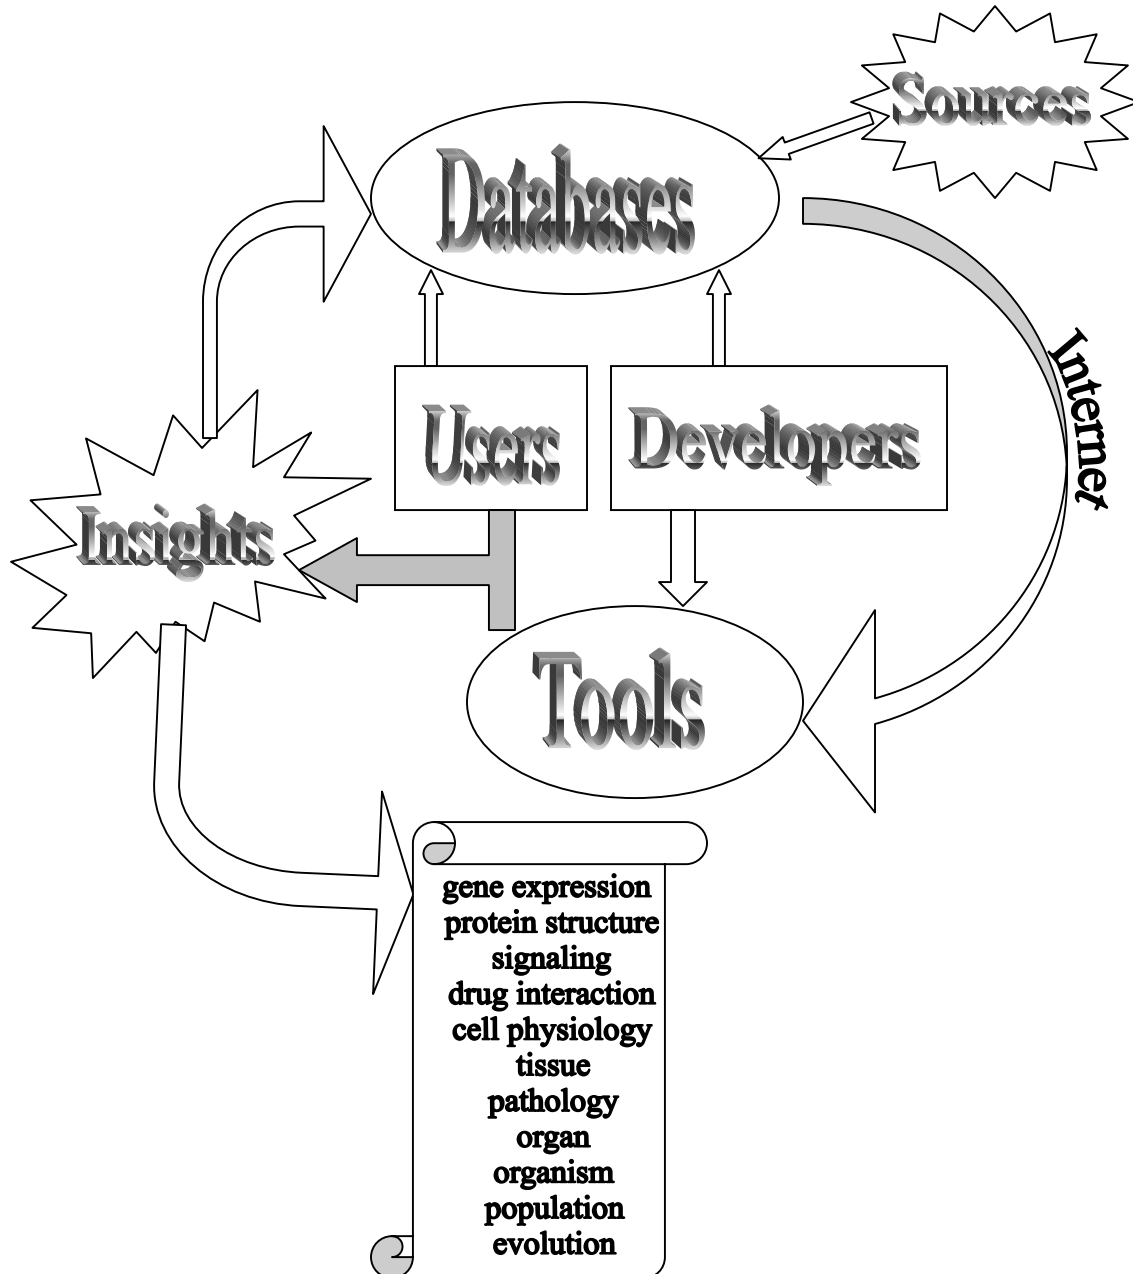 Sources
Databases
Internet
Users
Developers
Insights
Tools
gene expression
protein structure
signaling
drug interaction
cell physiology
tissue
pathology
organ
organism
population
evolution